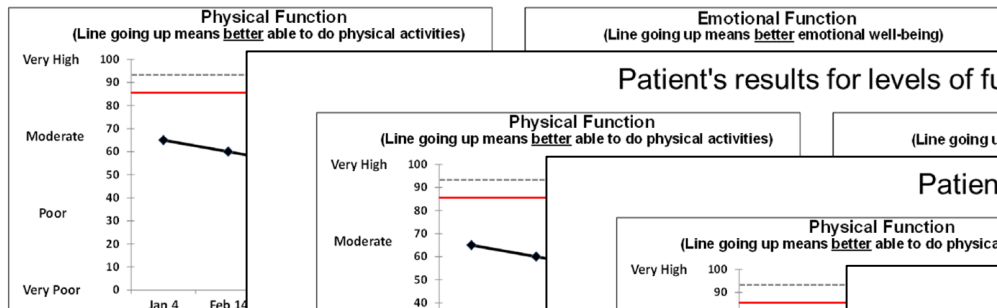 Physical Function
(Line going up means better able to do physical activities)
Very High
100
90
80
Moderate
70
60
50
Poor
40
30
20
10
Very Poor
0
Jan 4
Feb 14
Emotional Function
(Line going up means better emotional well-being)
Patient's results for levels of fu
Physical Function
(Line going up means better able to do physical activities)
Very High
100
90
80
Moderate
70
60
50
40
(Line going u
Patien
Physical Function
(Line going up means better able to do physica
Very High
100
90